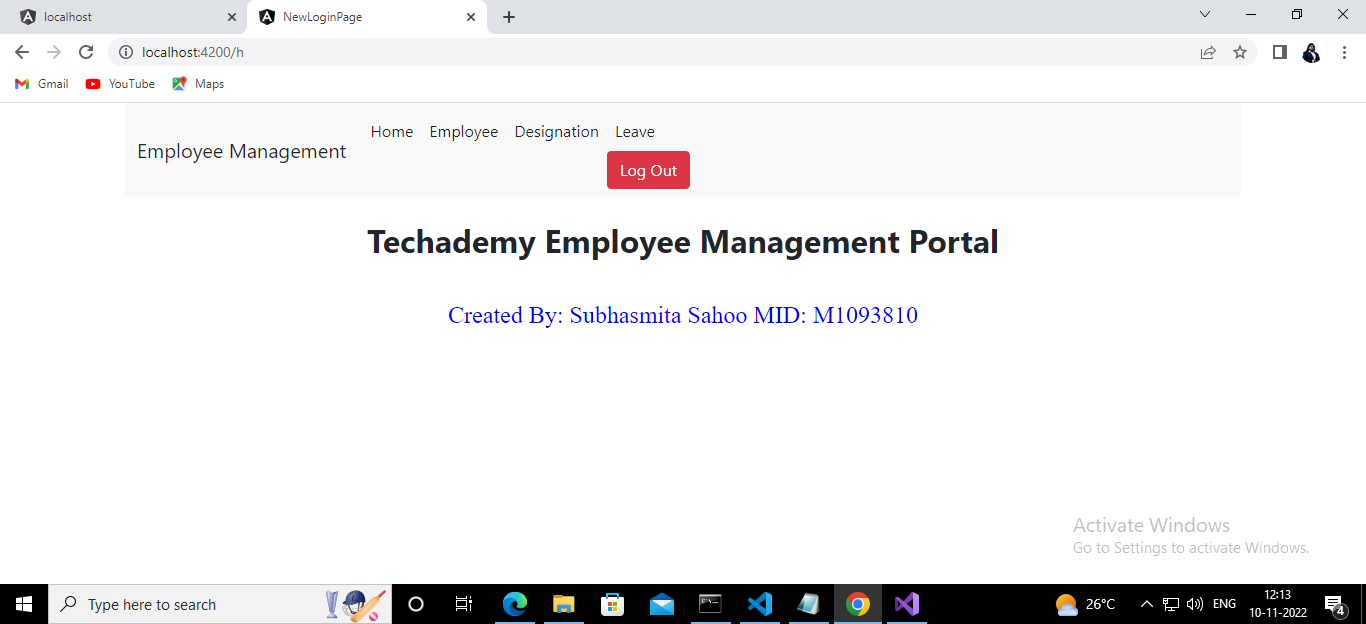 localhost
NewLoginPage
localhost:4200/h
Gmail YouTube Maps
Employee Management
Home Employee Designation Leave
Log Out
Techademy Employee Management Portal
Created By: Subhasmita Sahoo MID: M1093810
Activate Windows
Go to Settings to activate Windows.
Type here to search
26°C
ENG
12:13
10-11-2022
4